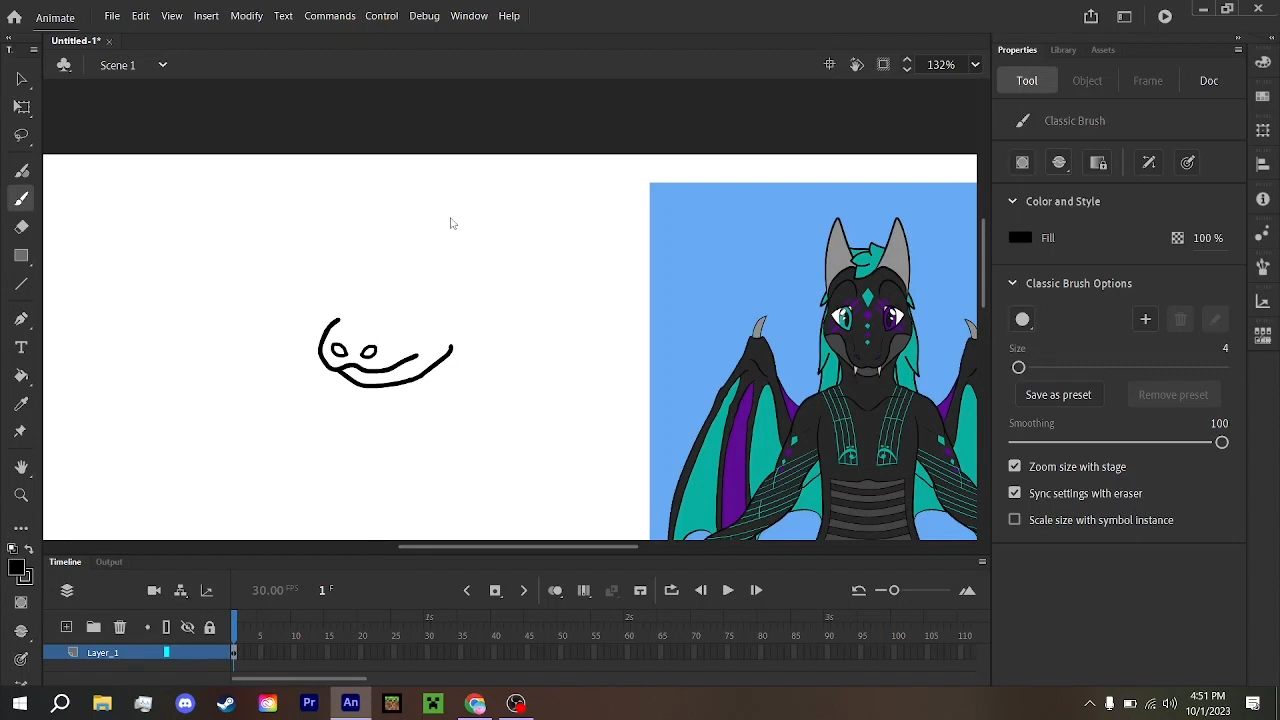 Animate File Edit View Insert Modify Text Commands Control Debug Window Help
Untitled-1*
Properties Library Assets
Scene 1 132%
Tool Object Frame Doc
Classic Brush
Color and Style
Fill 100 %
Classic Brush Options
Size 4
Save as preset Remove preset
Smoothing 100
Zoom size with stage
Sync settings with eraser
Scale size with symbol instance
Timeline Output
30.00 FPS 1 F
1s 2s 3s
5 10 15 20 25 30 35 40 45 50 55 60 65 70 75 80 85 90 95 100 105 110
Layer_1
Pr An
4:51 PM
10/1/2023